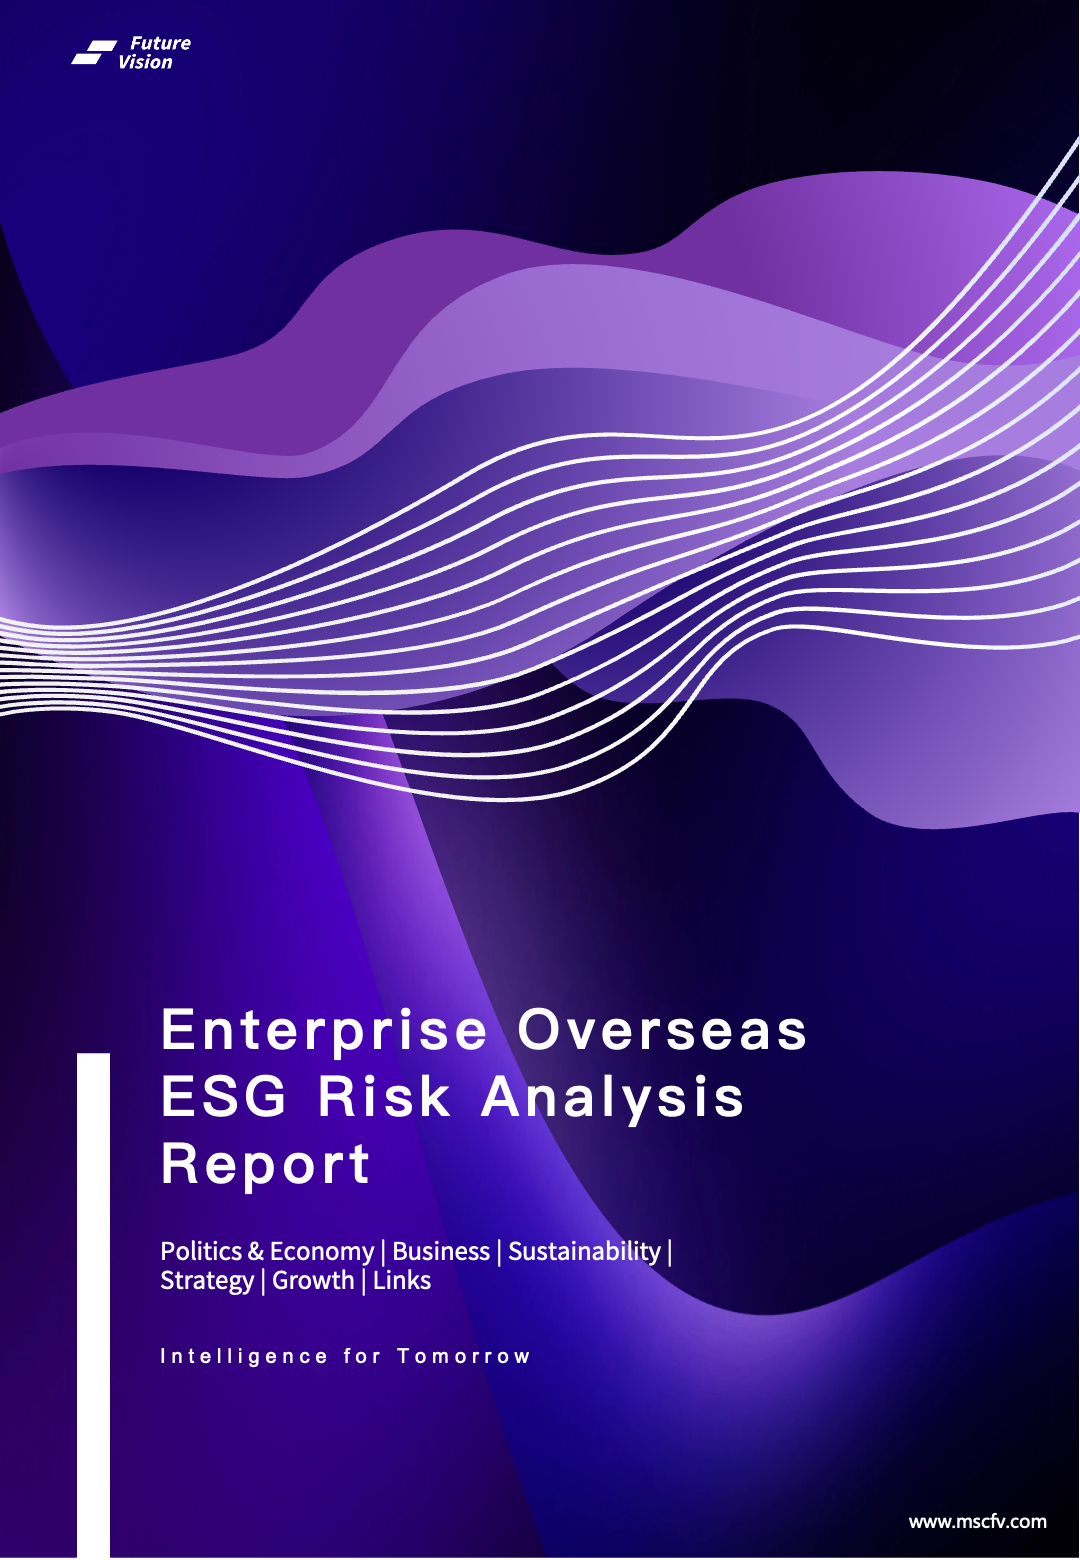 Future
Vision
Enterprise Overseas
ESG Risk Analysis
Report
Politics & Economy | Business | Sustainability |
Strategy | Growth | Links
Intelligence for Tomorrow
www.mscfv.com